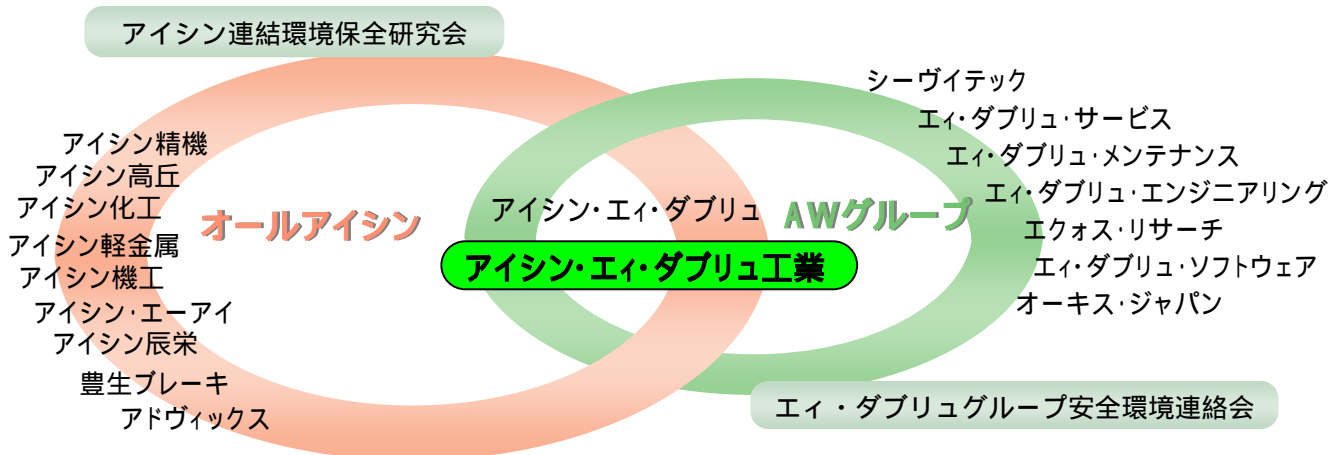 アイシン連結環境保全研究会
アイシン精機
アイシン高丘
アイシン化工
アイシン軽金属
アイシン機工
アイシン・エーアイ
アイシン辰栄
豊生ブレーキ
アドヴィックス
オールアイシン
アイシン・エィ・ダブリュ
アイシン・エィ・ダブリュ工業
AWグループ
シーヴイテック
エィ・ダブリュ・サービス
エィ・ダブリュ・メンテナンス
エィ・ダブリュ・エンジニアリング
エクォス・リサーチ
エィ・ダブリュ・ソフトウェア
オーキス・ジャパン
エィ・ダブリュグループ安全環境連絡会